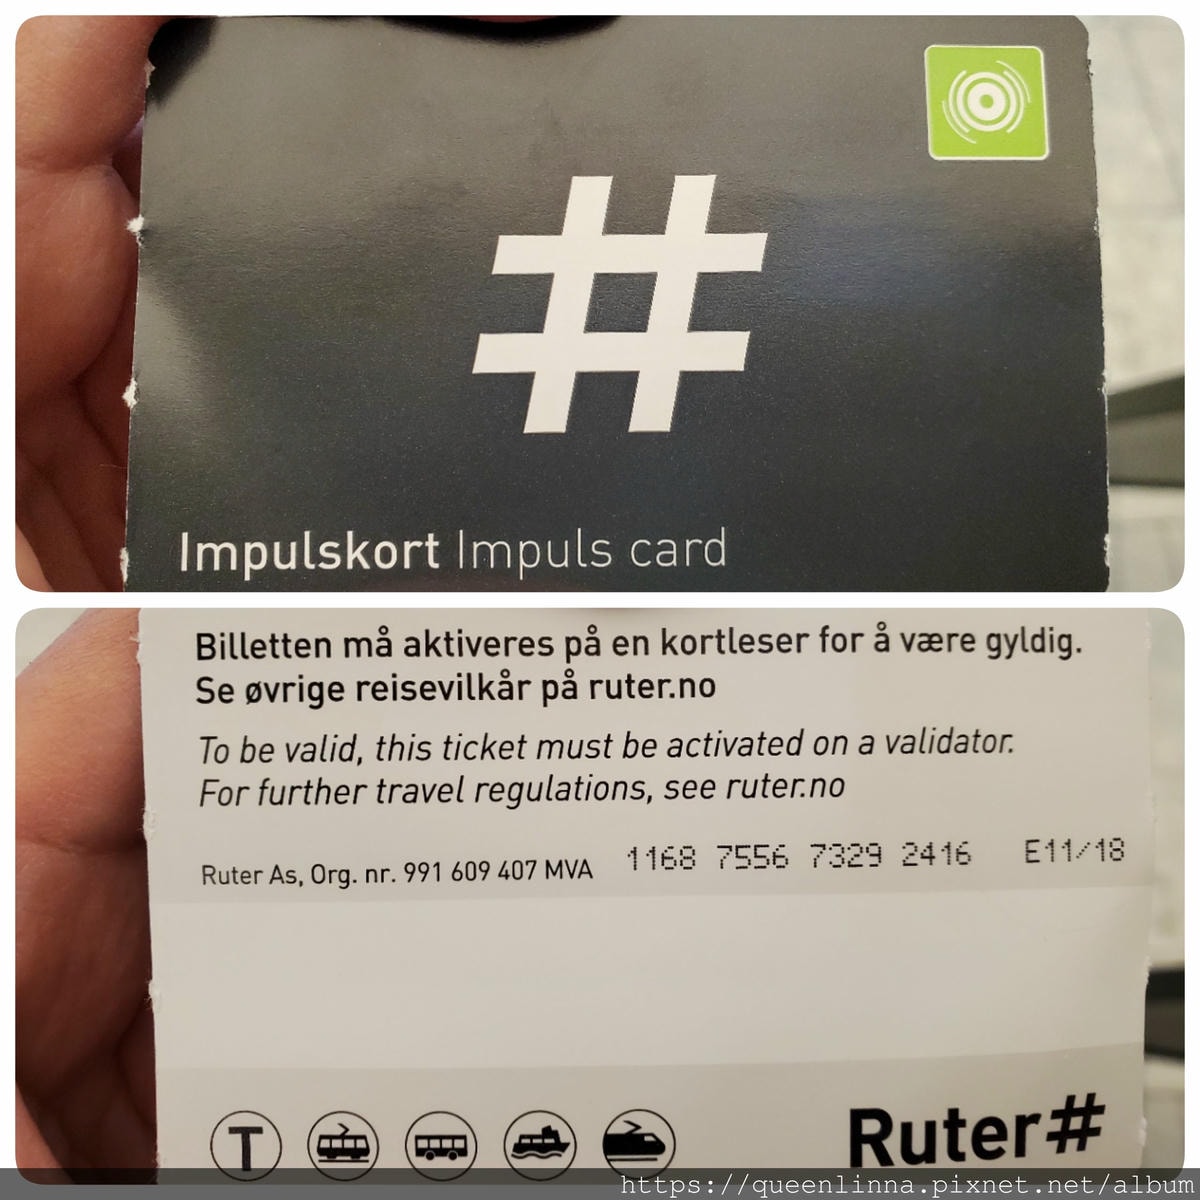 #
Impulskort Impuls card
Billetten må aktiveres på en kortleser for å være gyldig.
Se øvrige reisevilkår på ruter.no
To be valid, this ticket must be activated on a validator.
For further travel regulations, see ruter.no
Ruter As, Org. nr. 991 609 407 MVA 1168 7556 7329 2416 E11/18
T
Ruter#
https://queenlinna.pixnet.net/album